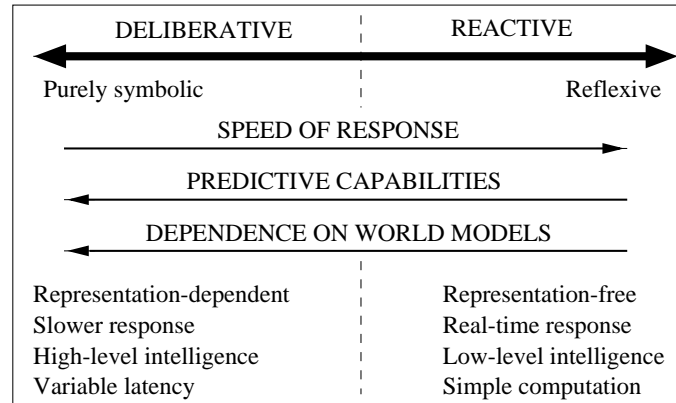 DELIBERATIVE REACTIVE
Purely symbolic Reflexive
SPEED OF RESPONSE
PREDICTIVE CAPABILITIES
DEPENDENCE ON WORLD MODELS
Representation-dependent Representation-free
Slower response Real-time response
High-level intelligence Low-level intelligence
Variable latency Simple computation